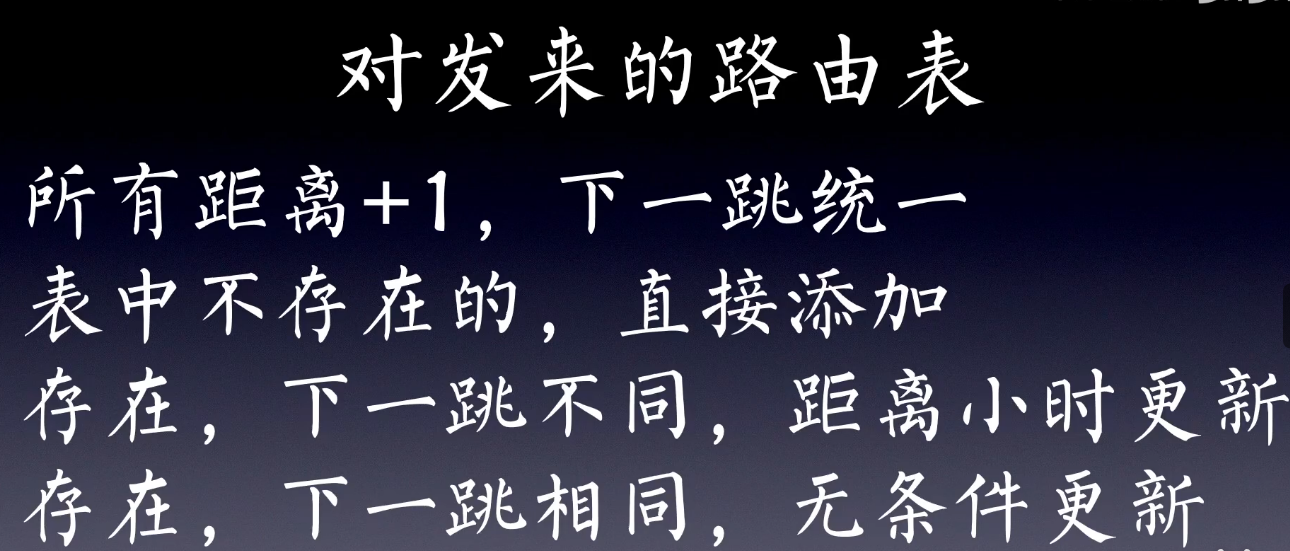 对发来的路由表
所有距离+1，下一跳统一
表中不存在的，直接添加
存在，下一跳不同，距离小时更新
存在，下一跳相同，无条件更新